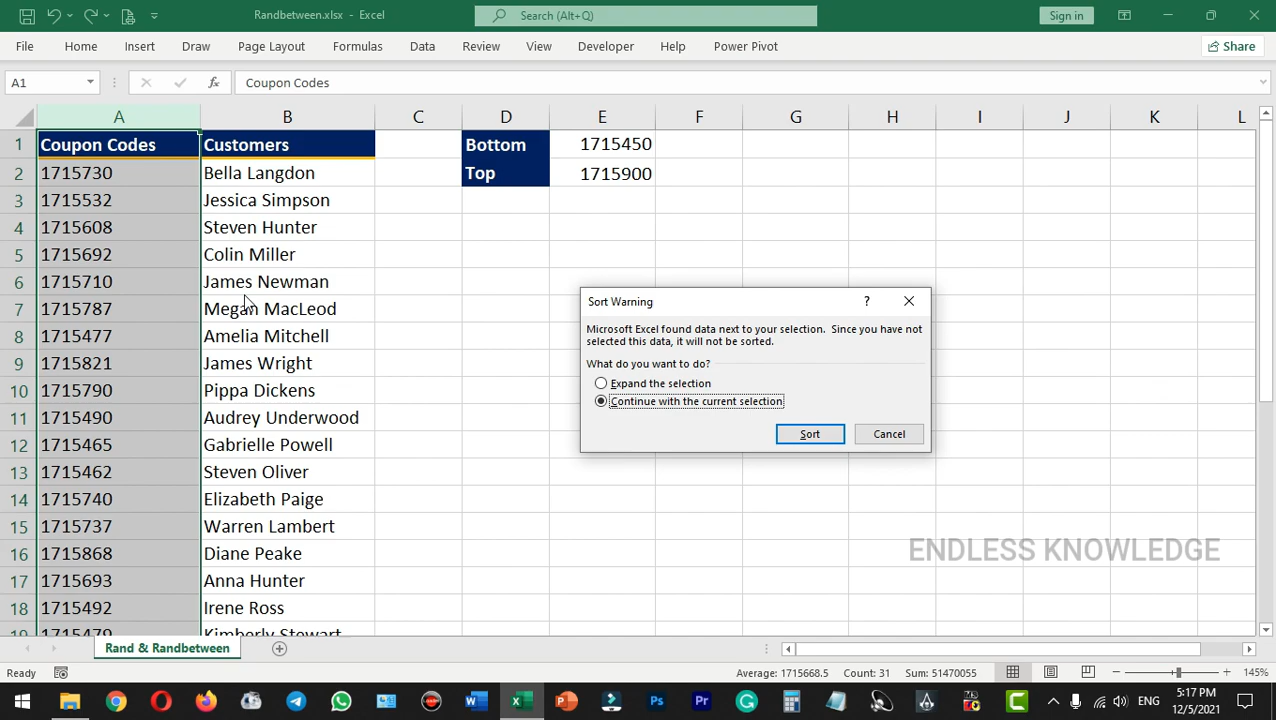 Randbetween.xlsx - Excel
Search (Alt+Q)
Sign in
File Home Insert Draw Page Layout Formulas Data Review View Developer Help Power Pivot Share
A1 fx Coupon Codes
A B C D E F G H I J K L
1 Coupon Codes Customers Bottom 1715450
2 1715730 Bella Langdon Top 1715900
3 1715532 Jessica Simpson
4 1715608 Steven Hunter
5 1715692 Colin Miller
6 1715710 James Newman
7 1715787 Megan MacLeod
8 1715477 Amelia Mitchell
9 1715821 James Wright
10 1715790 Pippa Dickens
11 1715490 Audrey Underwood
12 1715465 Gabrielle Powell
13 1715462 Steven Oliver
14 1715740 Elizabeth Paige
15 1715737 Warren Lambert
16 1715868 Diane Peake
17 1715693 Anna Hunter
18 1715492 Irene Ross
19 1715479 Kimberly Stewart
Sort Warning
?
Microsoft Excel found data next to your selection. Since you have not
selected this data, it will not be sorted.
What do you want to do?
Expand the selection
Continue with the current selection
Sort Cancel
ENDLESS KNOWLEDGE
Rand & Randbetween
Ready Average: 1715668.5 Count: 31 Sum: 51470055 145%
ENG
5:17 PM
12/5/2021